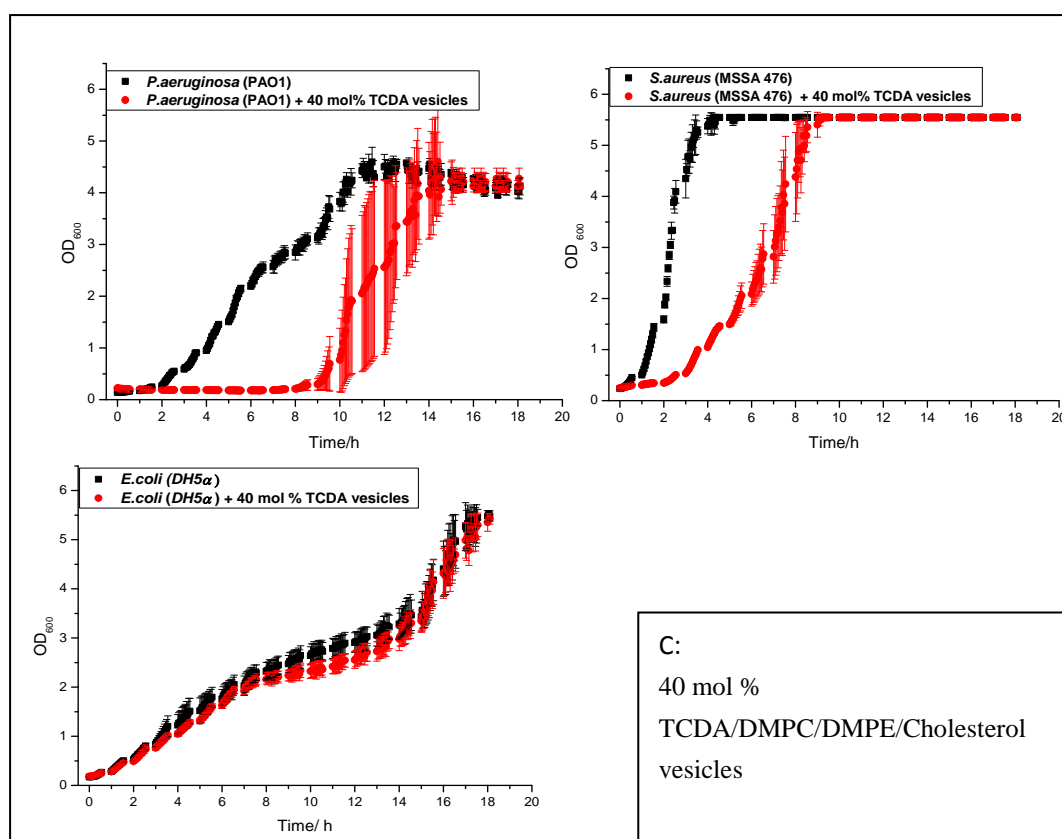 P.aeruginosa (PAO1)
P.aeruginosa (PAO1) + 40 mol% TCDA vesicles
OD600
6
5
4
3
2
1
0
0 2 4 6 8 10 12 14 16 18 20
Time/h
S.aureus (MSSA 476)
S.aureus (MSSA 476) + 40 mol% TCDA vesicles
OD600
6
5
4
3
2
1
0
0 2 4 6 8 10 12 14 16 18 20
Time/h
E.coli (DH5α)
E.coli (DH5α) + 40 mol % TCDA vesicles
OD600
6
5
4
3
2
1
0
0 2 4 6 8 10 12 14 16 18 20
Time/ h
C:
40 mol %
TCDA/DMPC/DMPE/Cholesterol
vesicles